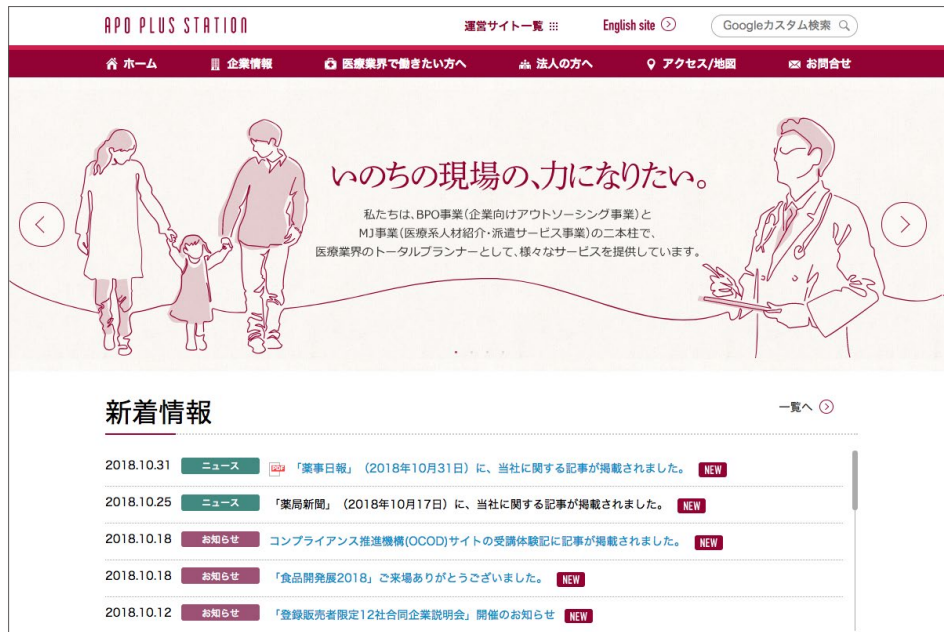 APO PLUS STATION
運営サイト一覧
English site
Googleカスタム検索
ホーム
企業情報
医療業界で働きたい方へ
法人の方へ
アクセス/地図
お問合せ
いのちの現場の、力になりたい。
私たちは、BPO事業(企業向けアウトソーシング事業)と
MJ事業(医療系人材紹介・派遣サービス事業)の二本柱で、
医療業界のトータルプランナーとして、様々なサービスを提供しています。
新着情報
一覧へ
2018.10.31 ニュース PDF 「薬事日報」（2018年10月31日）に、当社に関する記事が掲載されました。 NEW
2018.10.25 ニュース 「薬局新聞」（2018年10月17日）に、当社に関する記事が掲載されました。 NEW
2018.10.18 お知らせ コンプライアンス推進機構(OCOD)サイトの受講体験記に記事が掲載されました。 NEW
2018.10.18 お知らせ 「食品開発展2018」ご来場ありがとうございました。 NEW
2018.10.12 お知らせ 「登録販売者限定12社合同企業説明会」開催のお知らせ NEW